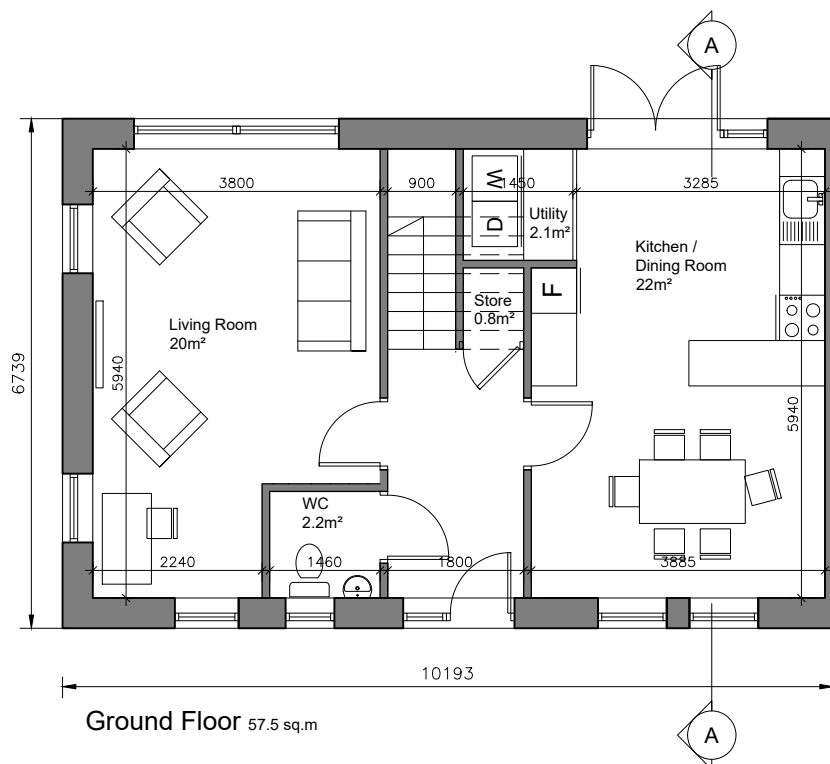 A
3800
900
1450
3285
W
D
Utility
2.1m²
Kitchen /
Dining Room
22m²
F
Store
0.8m²
Living Room
20m²
6739
5940
5940
WC
2.2m²
2240
1460
1800
3885
10193
Ground Floor 57.5 sq.m
A